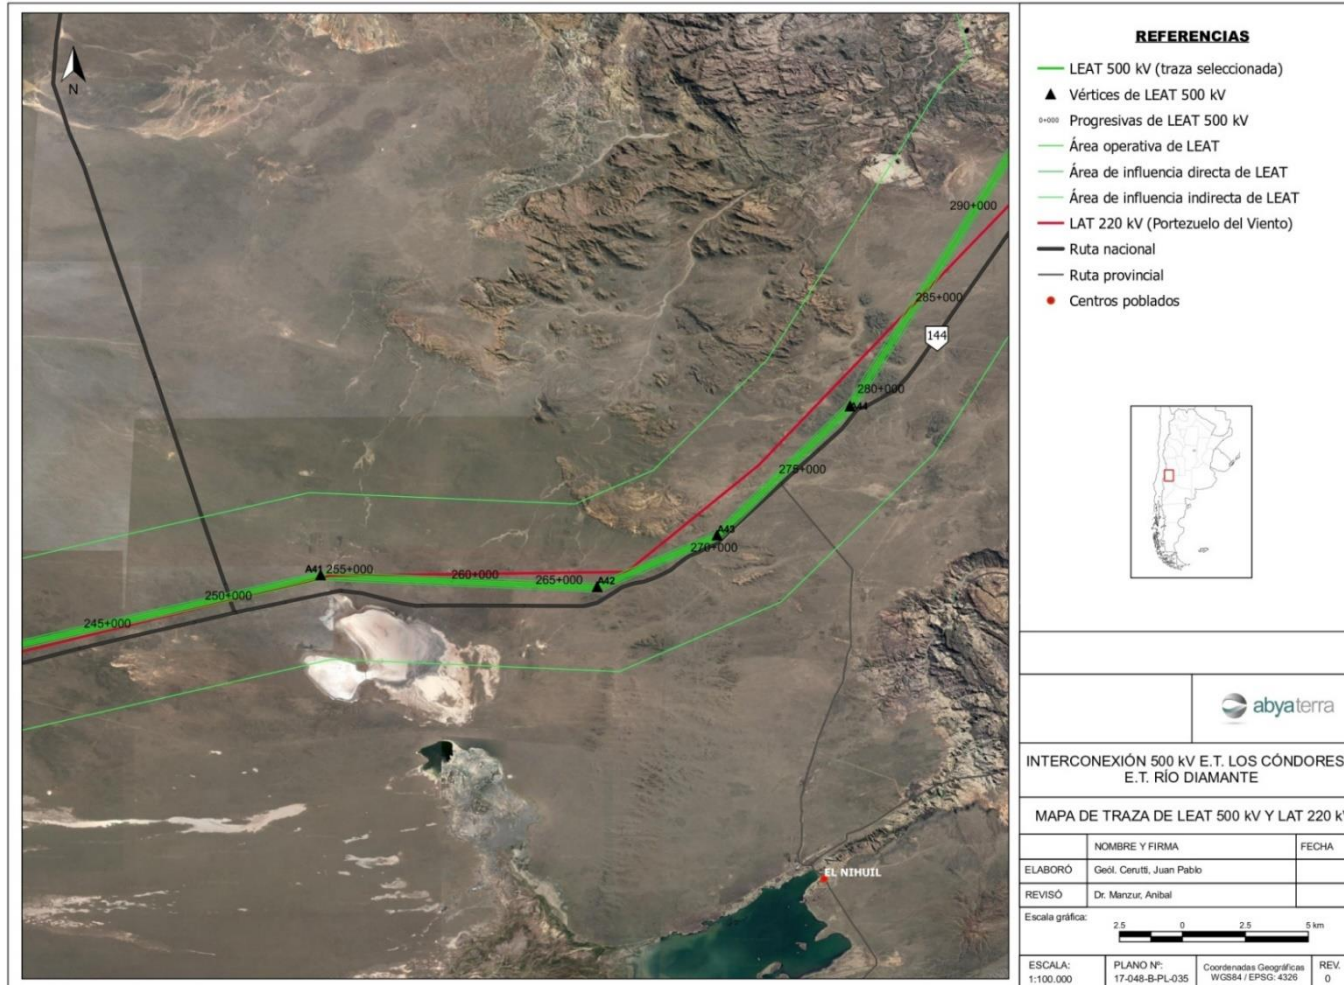 N
290+000
285+000
144
280+000
A44
275+000
A43
270+000
A41
255+000
260+000
265+000
A42
250+000
245+000
EL NIHUIL
REFERENCIAS
LEAT 500 kV (traza seleccionada)
Vértices de LEAT 500 kV
0+000 Progresivas de LEAT 500 kV
Área operativa de LEAT
Área de influencia directa de LEAT
Área de influencia indirecta de LEAT
LAT 220 kV (Portezuelo del Viento)
Ruta nacional
Ruta provincial
Centros poblados
abyaterra
INTERCONEXIÓN 500 kV E.T. LOS CÓNDORES
E.T. RÍO DIAMANTE
MAPA DE TRAZA DE LEAT 500 kV Y LAT 220 kV
NOMBRE Y FIRMA FECHA
ELABORÓ Geól. Cerutti, Juan Pablo
REVISÓ Dr. Manzur, Anibal
Escala gráfica:
2.5 0 2.5 5 km
ESCALA:
1:100.000
PLANO Nº:
17-048-B-PL-035
Coordenadas Geográficas
WGS84 / EPSG: 4326
REV.
0